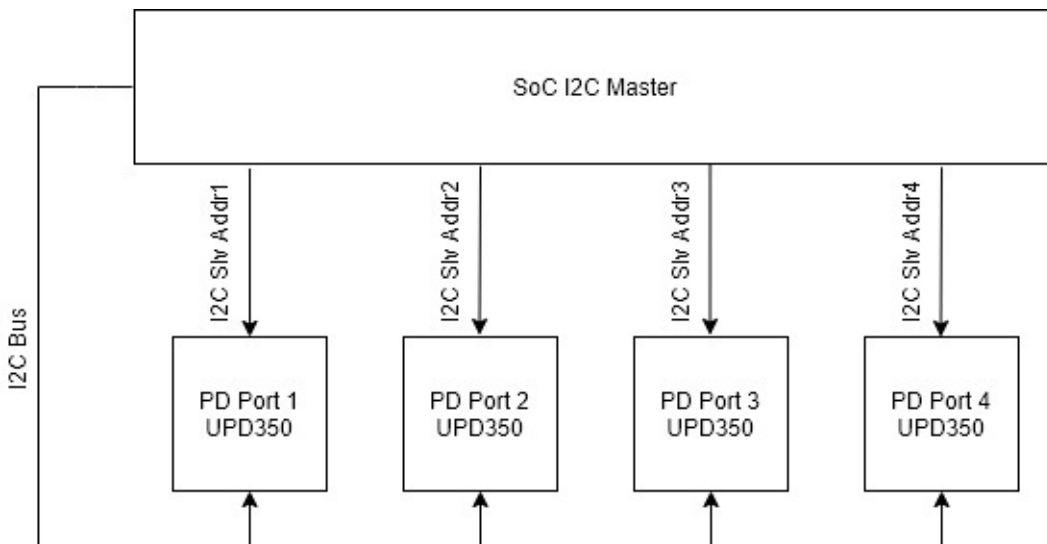 SoC I2C Master
I2C Slv Addr1
I2C Slv Addr2
I2C Slv Addr3
I2C Slv Addr4
I2C Bus
PD Port 1
UPD350
PD Port 2
UPD350
PD Port 3
UPD350
PD Port 4
UPD350